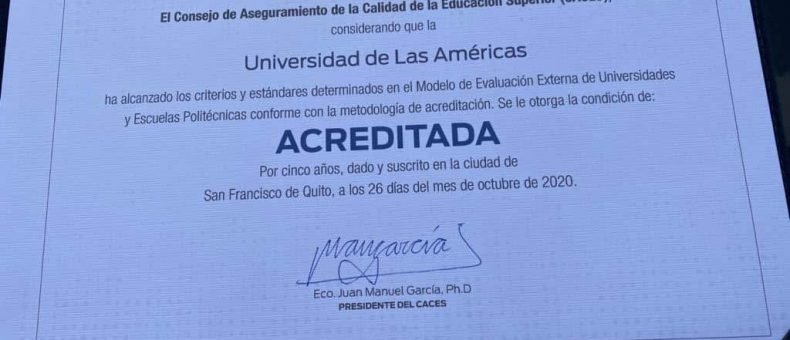 El Consejo de Aseguramiento de la Calidad de la Educación Superior
considerando que la
Universidad de Las Américas
ha alcanzado los criterios y estándares determinados en el Modelo de Evaluación Externa de Universidades
y Escuelas Politécnicas conforme con la metodología de acreditación. Se le otorga la condición de:
ACREDITADA
Por cinco años, dado y suscrito en la ciudad de
San Francisco de Quito, a los 26 días del mes de octubre de 2020.
Eco. Juan Manuel García, Ph.D
PRESIDENTE DEL CACES